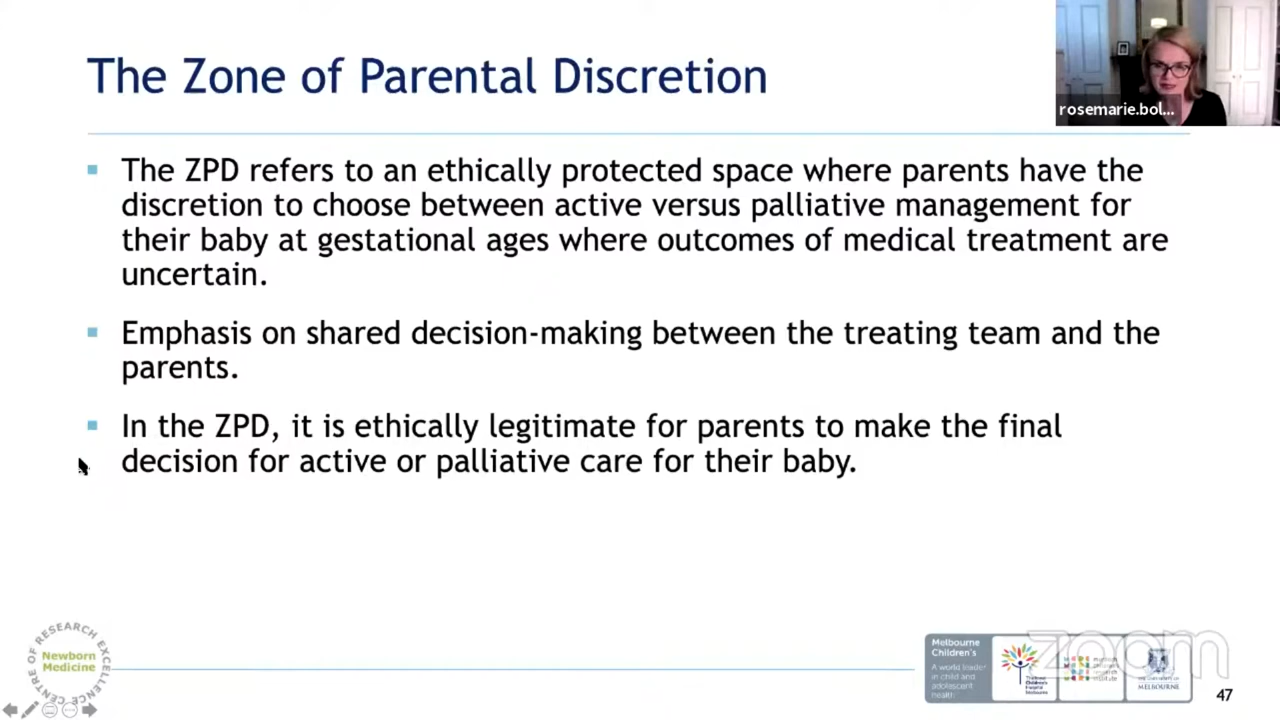 The Zone of Parental Discretion
rosemarie.bol...
The ZPD refers to an ethically protected space where parents have the
discretion to choose between active versus palliative management for
their baby at gestational ages where outcomes of medical treatment are
uncertain.
Emphasis on shared decision-making between the treating team and the
parents.
In the ZPD, it is ethically legitimate for parents to make the final
decision for active or palliative care for their baby.
CENTRE OF RESEARCH EXCELLENCE
Newborn
Medicine
Melbourne
Children's
A world leader
in child and
adolescent
health
MELBOURNE
zoom
47